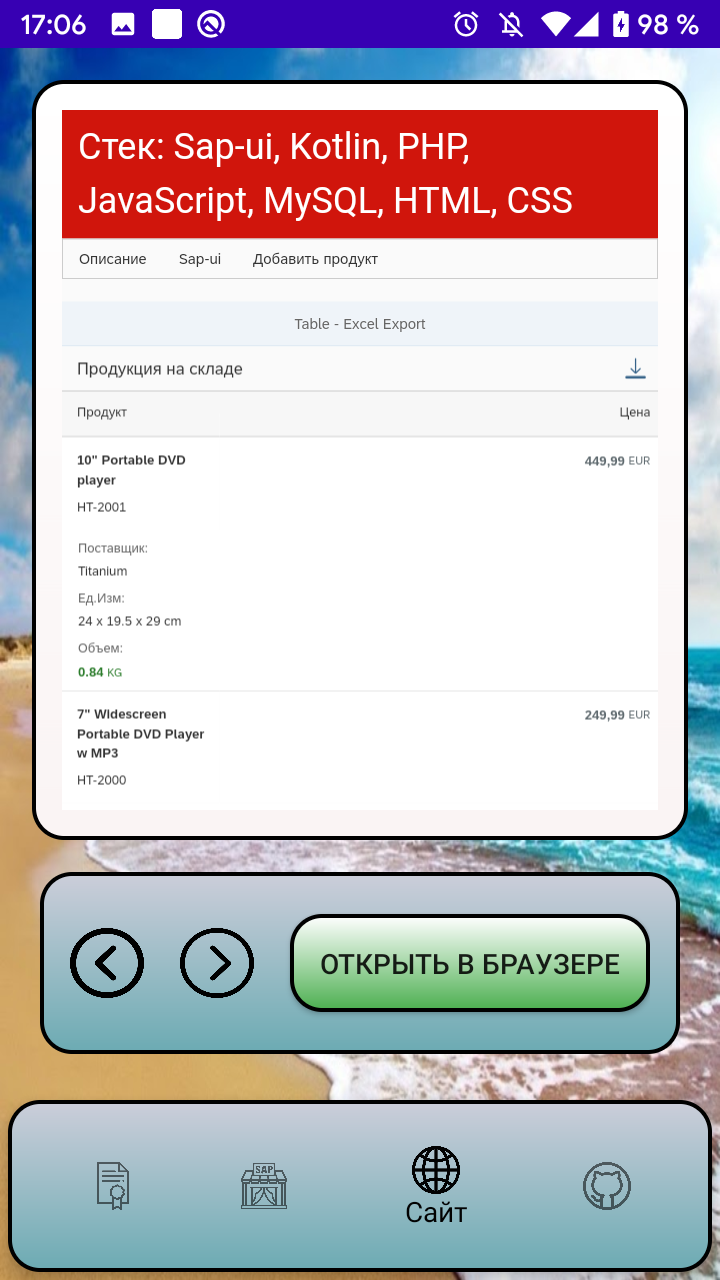 17:06
98 %
Стек: Sap-ui, Kotlin, PHP,
JavaScript, MySQL, HTML, CSS
Описание Sap-ui Добавить продукт
Table - Excel Export
Продукция на складе
Продукт Цена
10" Portable DVD 449,99 EUR
player
HT-2001
Поставщик:
Titanium
Ед.Изм:
24 x 19.5 x 29 cm
Объем:
0.84 KG
7" Widescreen 249,99 EUR
Portable DVD Player
w MP3
HT-2000
ОТКРЫТЬ В БРАУЗЕРЕ
SAP
Сайт